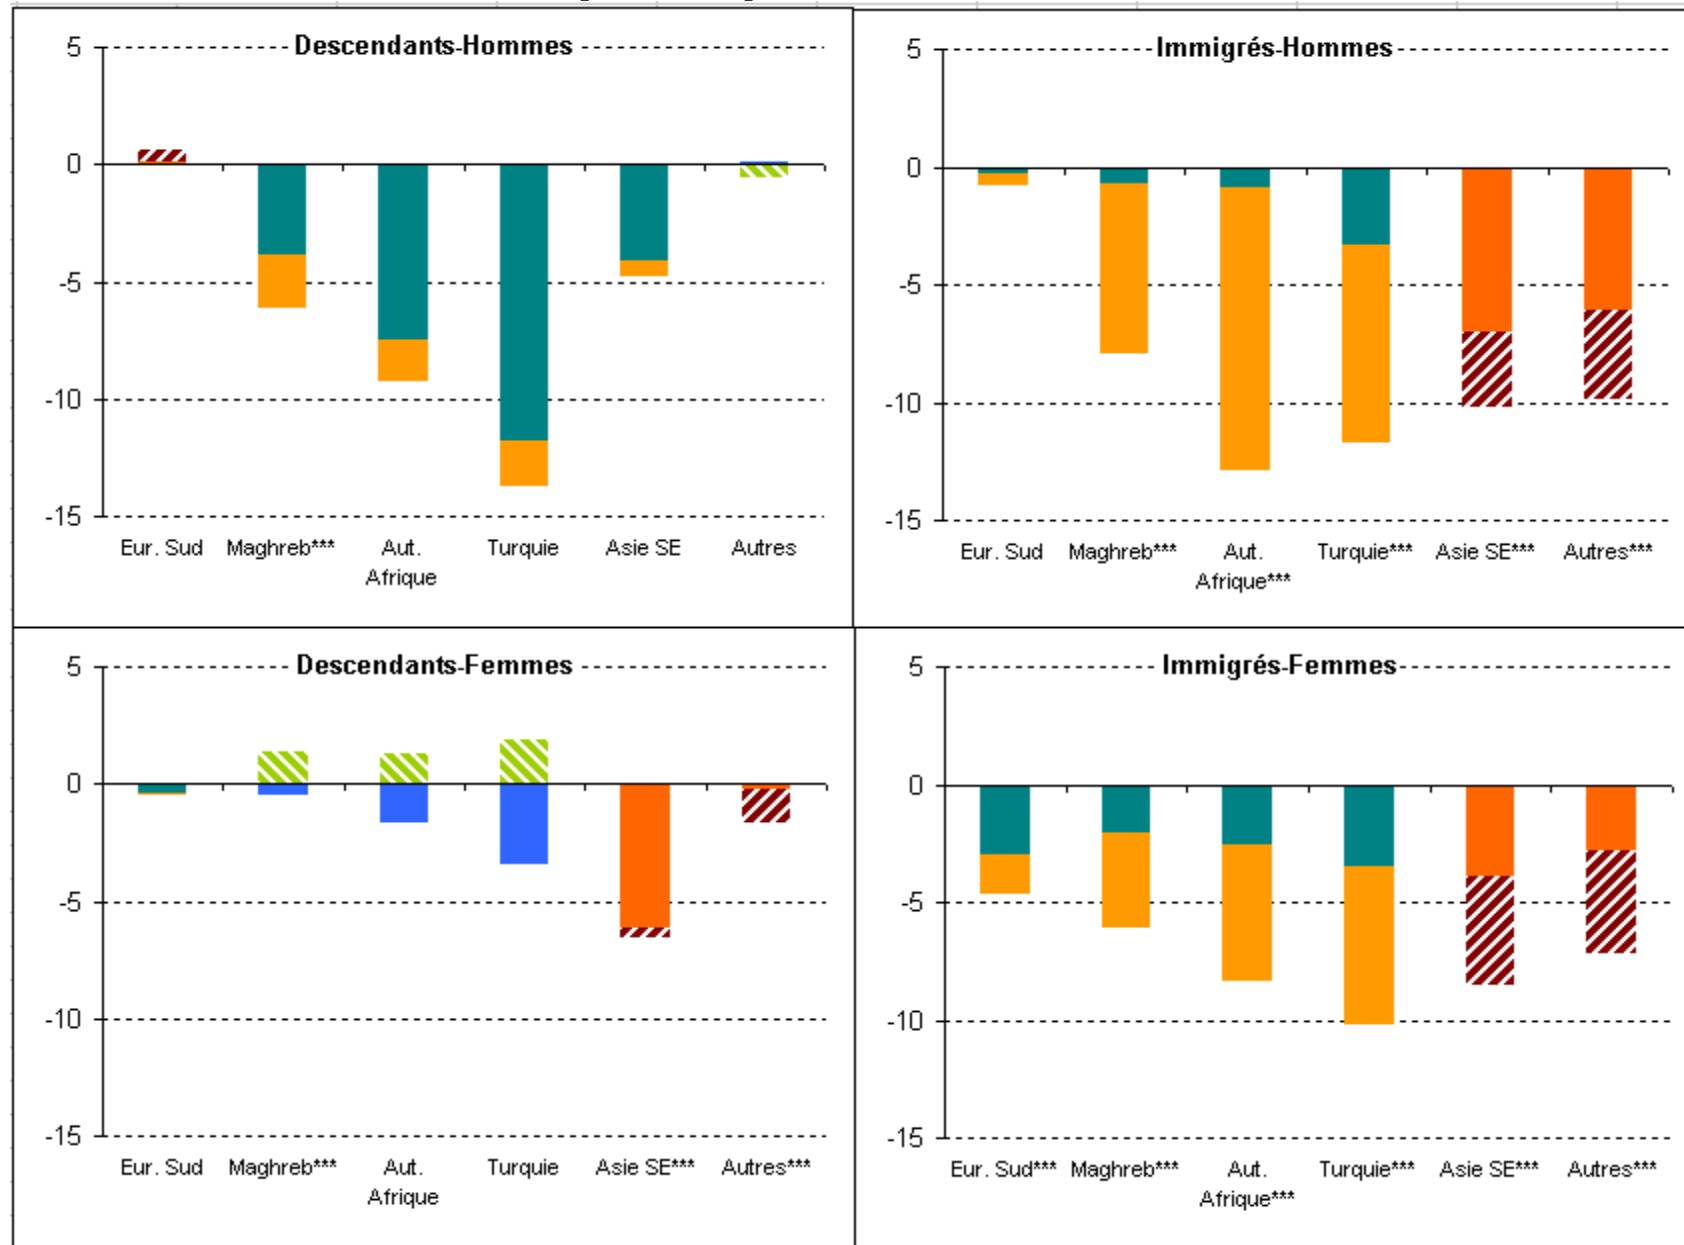 Descendants-Hommes
5
0
-5
-10
-15
Eur. Sud Maghreb*** Aut. Turquie Asie SE Autres
Afrique
Immigrés-Hommes
5
0
-5
-10
-15
Eur. Sud Maghreb*** Aut. Turquie*** Asie SE*** Autres***
Afrique***
Descendants-Femmes
5
0
-5
-10
-15
Eur. Sud Maghreb*** Aut. Turquie Asie SE*** Autres***
Afrique
Immigrés-Femmes
5
0
-5
-10
-15
Eur. Sud*** Maghreb*** Aut. Turquie*** Asie SE*** Autres***
Afrique***